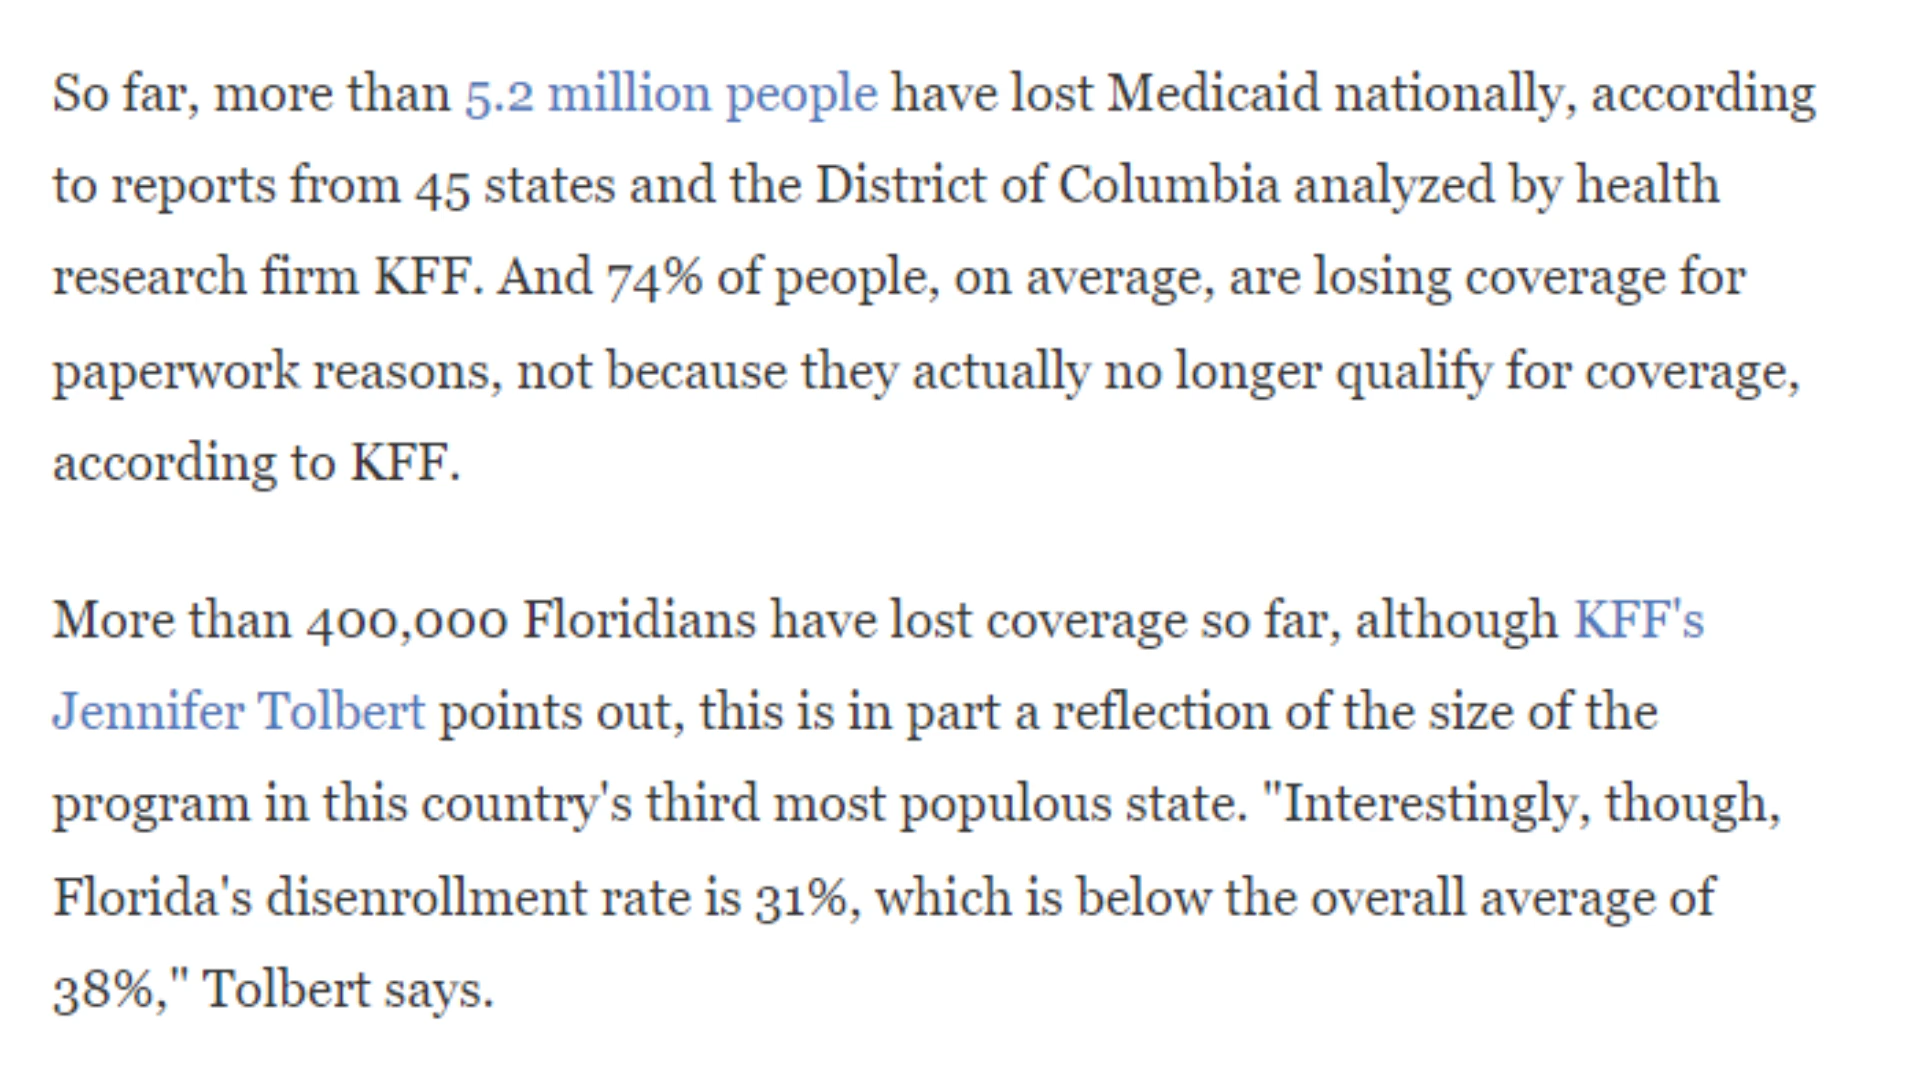 So far, more than 5.2 million people have lost Medicaid nationally, according
to reports from 45 states and the District of Columbia analyzed by health
research firm KFF. And 74% of people, on average, are losing coverage for
paperwork reasons, not because they actually no longer qualify for coverage,
according to KFF.
More than 400,000 Floridians have lost coverage so far, although KFF's
Jennifer Tolbert points out, this is in part a reflection of the size of the
program in this country's third most populous state. "Interestingly, though,
Florida's disenrollment rate is 31%, which is below the overall average of
38%," Tolbert says.